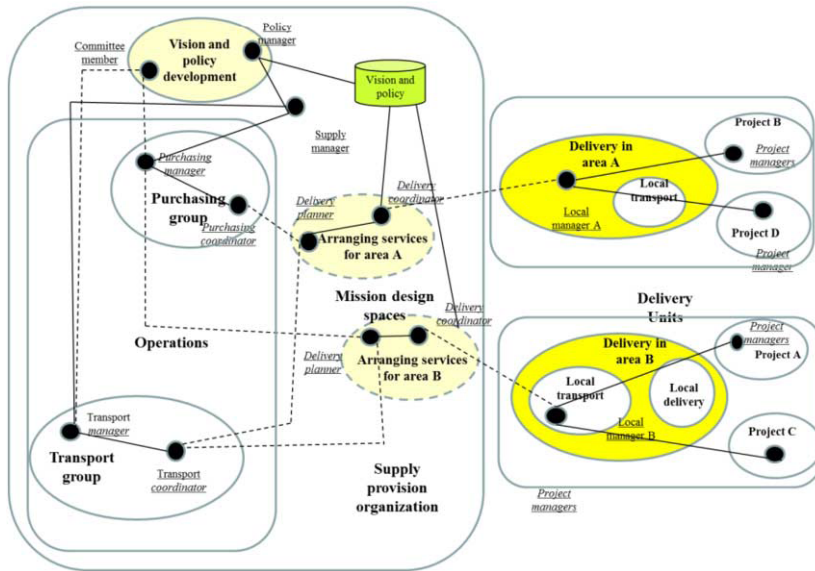 Policy
manager
Committee
member
Vision and
policy
development
Vision and
policy
Supply
manager
Purchasing
manager
Purchasing
group
Purchasing
coordinator
Delivery
planner
Delivery
coordinator
Arranging services
for area A
Mission design
spaces
Delivery
coordinator
Operations
Delivery
planner
Arranging services
for area B
Transport
manager
Transport
group
Transport
coordinator
Supply
provision
organization
Project B
Delivery in
area A
Project
managers
Local
transport
Local
manager A
Project D
Project
manager
Delivery
Units
Project
managers
Delivery in
area B
Project A
Local
transport
Local
delivery
Local
manager B
Project C
Project
managers